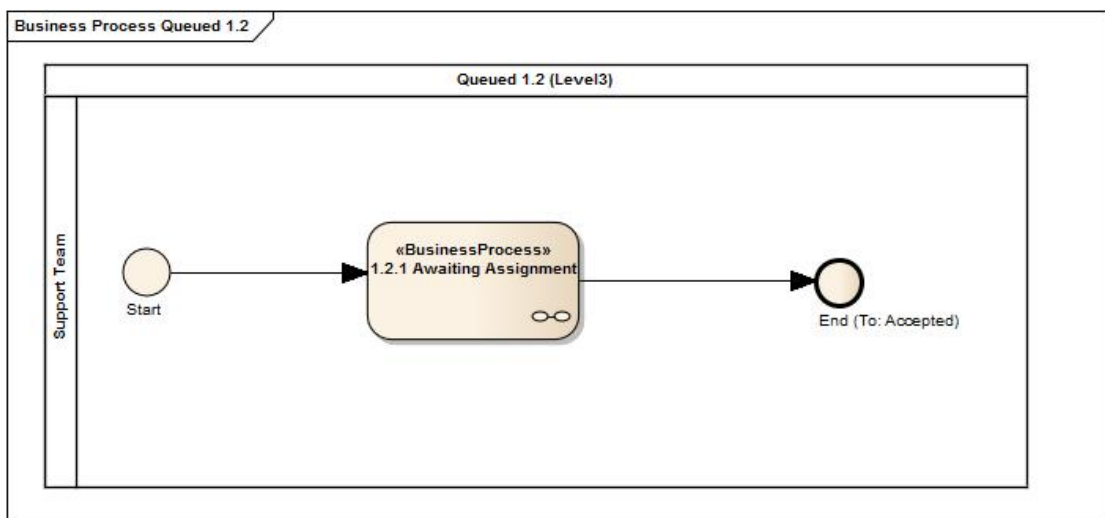 Business Process Queued 1.2
Queued 1.2 (Level3)
Support Team
«BusinessProcess»
1.2.1 Awaiting Assignment
Start
End (To: Accepted)